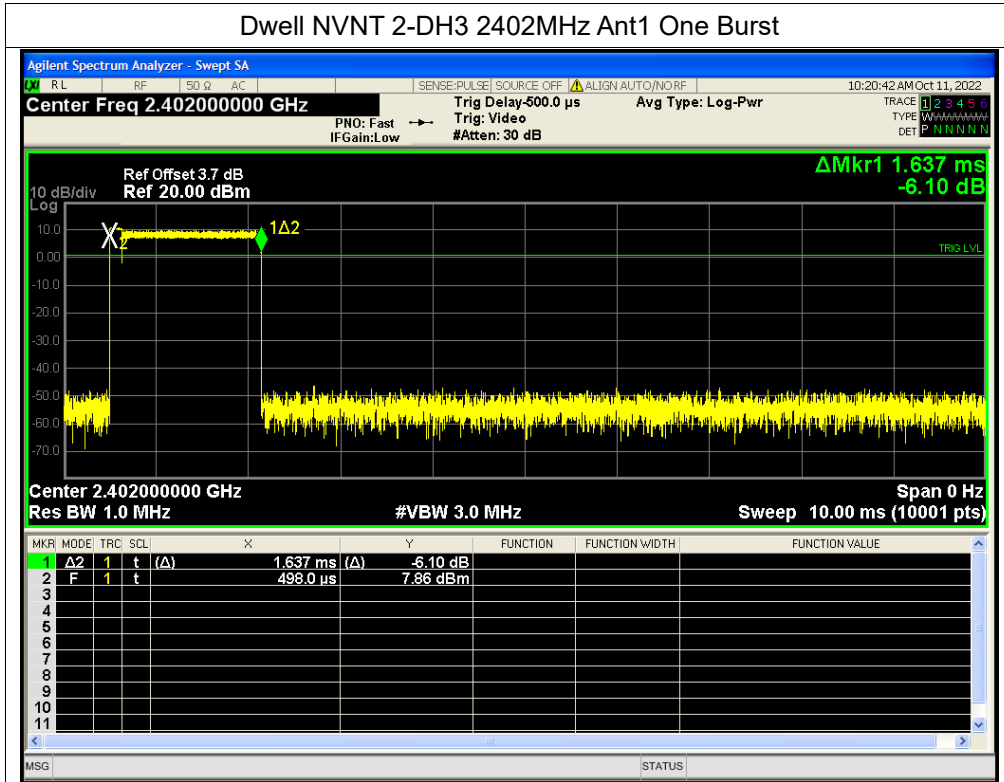 Dwell NVNT 2-DH3 2402MHz Ant1 One Burst
Agilent Spectrum Analyzer - Swept SA
LXI RL RF 50 Ω AC SENSE:PULSE SOURCE OFF ALIGN AUTO/NO RF 10:20:42 AM Oct 11, 2022
Center Freq 2.402000000 GHz Trig Delay-500.0 µs Avg Type: Log-Pwr TRACE 1 2 3 4 5 6
PNO: Fast Trig: Video TYPE WWWWWW
IFGain:Low #Atten: 30 dB DET P N N N N N
ΔMkr1 1.637 ms
-6.10 dB
Ref Offset 3.7 dB
10 dB/div Ref 20.00 dBm
Log
10.0
0.00
-10.0
-20.0
-30.0
-40.0
-50.0
-60.0
-70.0
2
1Δ2
TRIG LVL
Center 2.402000000 GHz Span 0 Hz
Res BW 1.0 MHz #VBW 3.0 MHz Sweep 10.00 ms (10001 pts)
MKR MODE TRC SCL X Y FUNCTION FUNCTION WIDTH FUNCTION VALUE
1 Δ2 1 t (Δ) 1.637 ms (Δ) -6.10 dB
2 F 1 t 498.0 µs 7.86 dBm
3
4
5
6
7
8
9
10
11
MSG STATUS